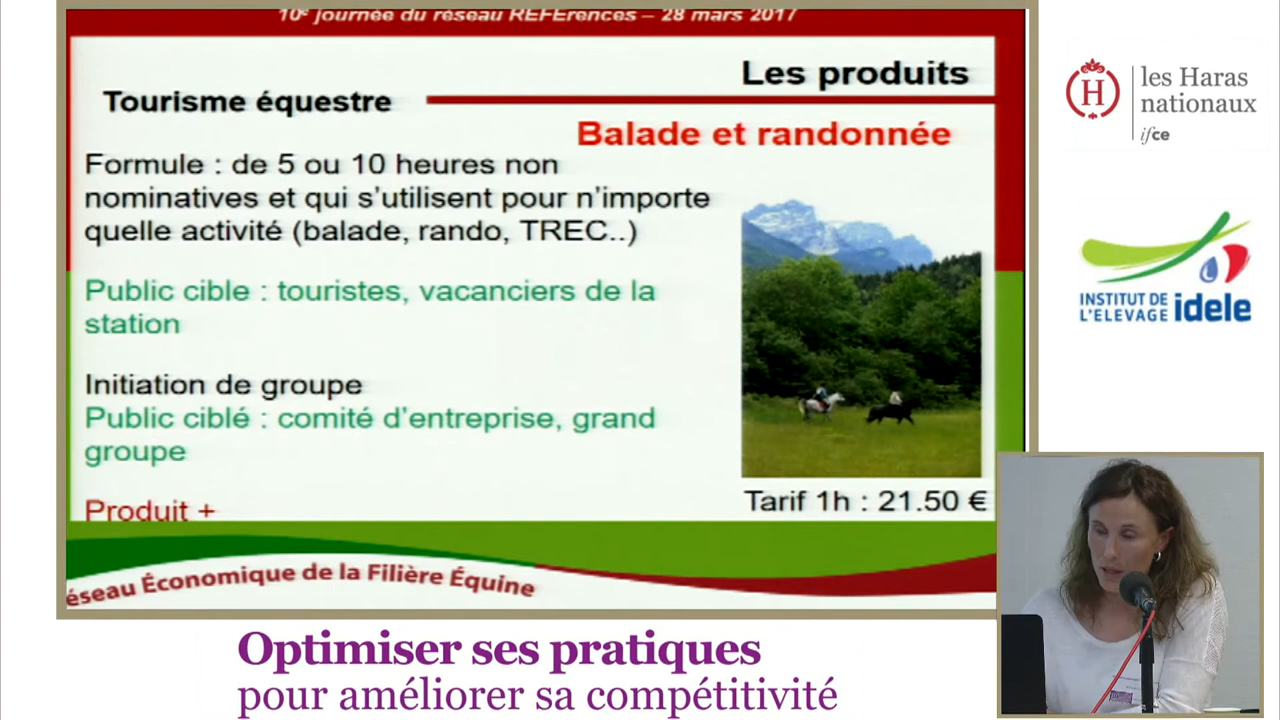 10e journée du réseau REFErences – 28 mars 2017
Les produits
Tourisme équestre
Balade et randonnée
Formule : de 5 ou 10 heures non
nominatives et qui s'utilisent pour n'importe
quelle activité (balade, rando, TREC..)
Public cible : touristes, vacanciers de la
station
Initiation de groupe
Public ciblé : comité d'entreprise, grand
groupe
Produit +
Tarif 1h : 21.50 €
éseau Économique de la Filière Équine
Optimiser ses pratiques
pour améliorer sa compétitivité
H
les Haras
nationaux
ifce
INSTITUT DE
L'ELEVAGE idele